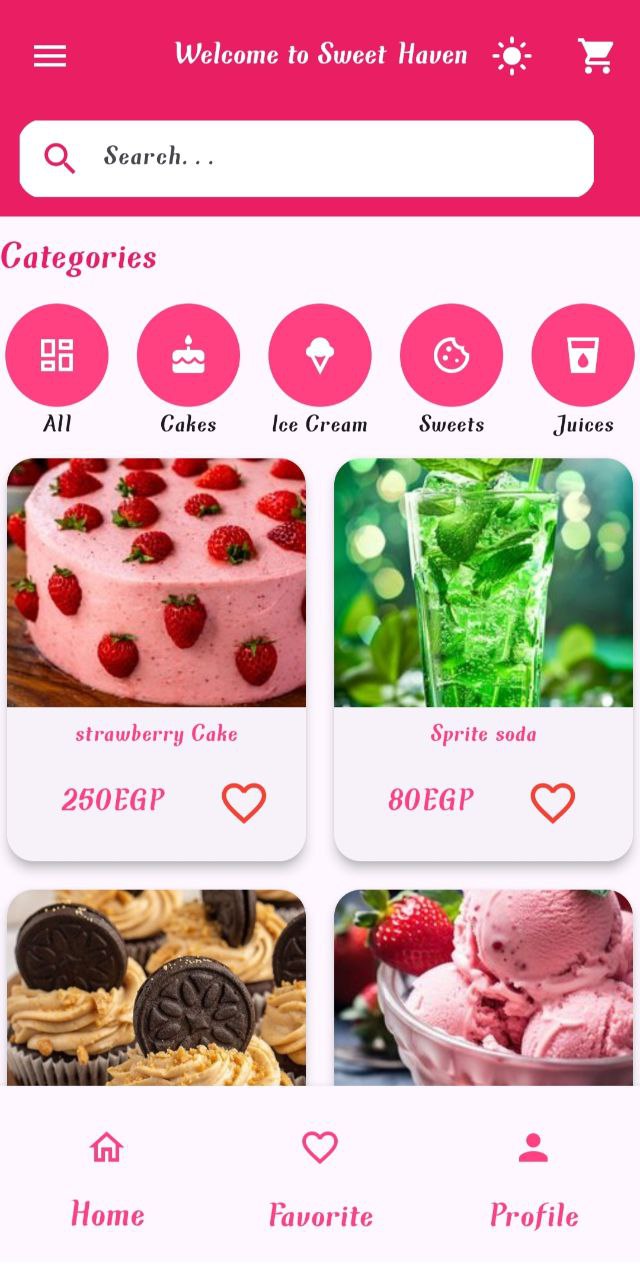 Welcome to Sweet Haven
Search...
Categories
All
Cakes
Ice Cream
Sweets
Juices
strawberry Cake
Sprite soda
250EGP
80EGP
Home
Favorite
Profile